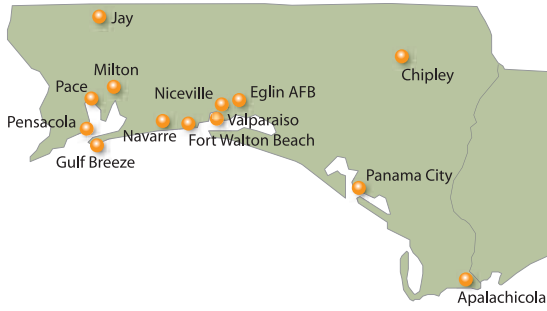 Jay
Milton
Chipley
Pace
Niceville
Eglin AFB
Pensacola
Valparaiso
Navarre
Fort Walton Beach
Gulf Breeze
Panama City
Apalachicola